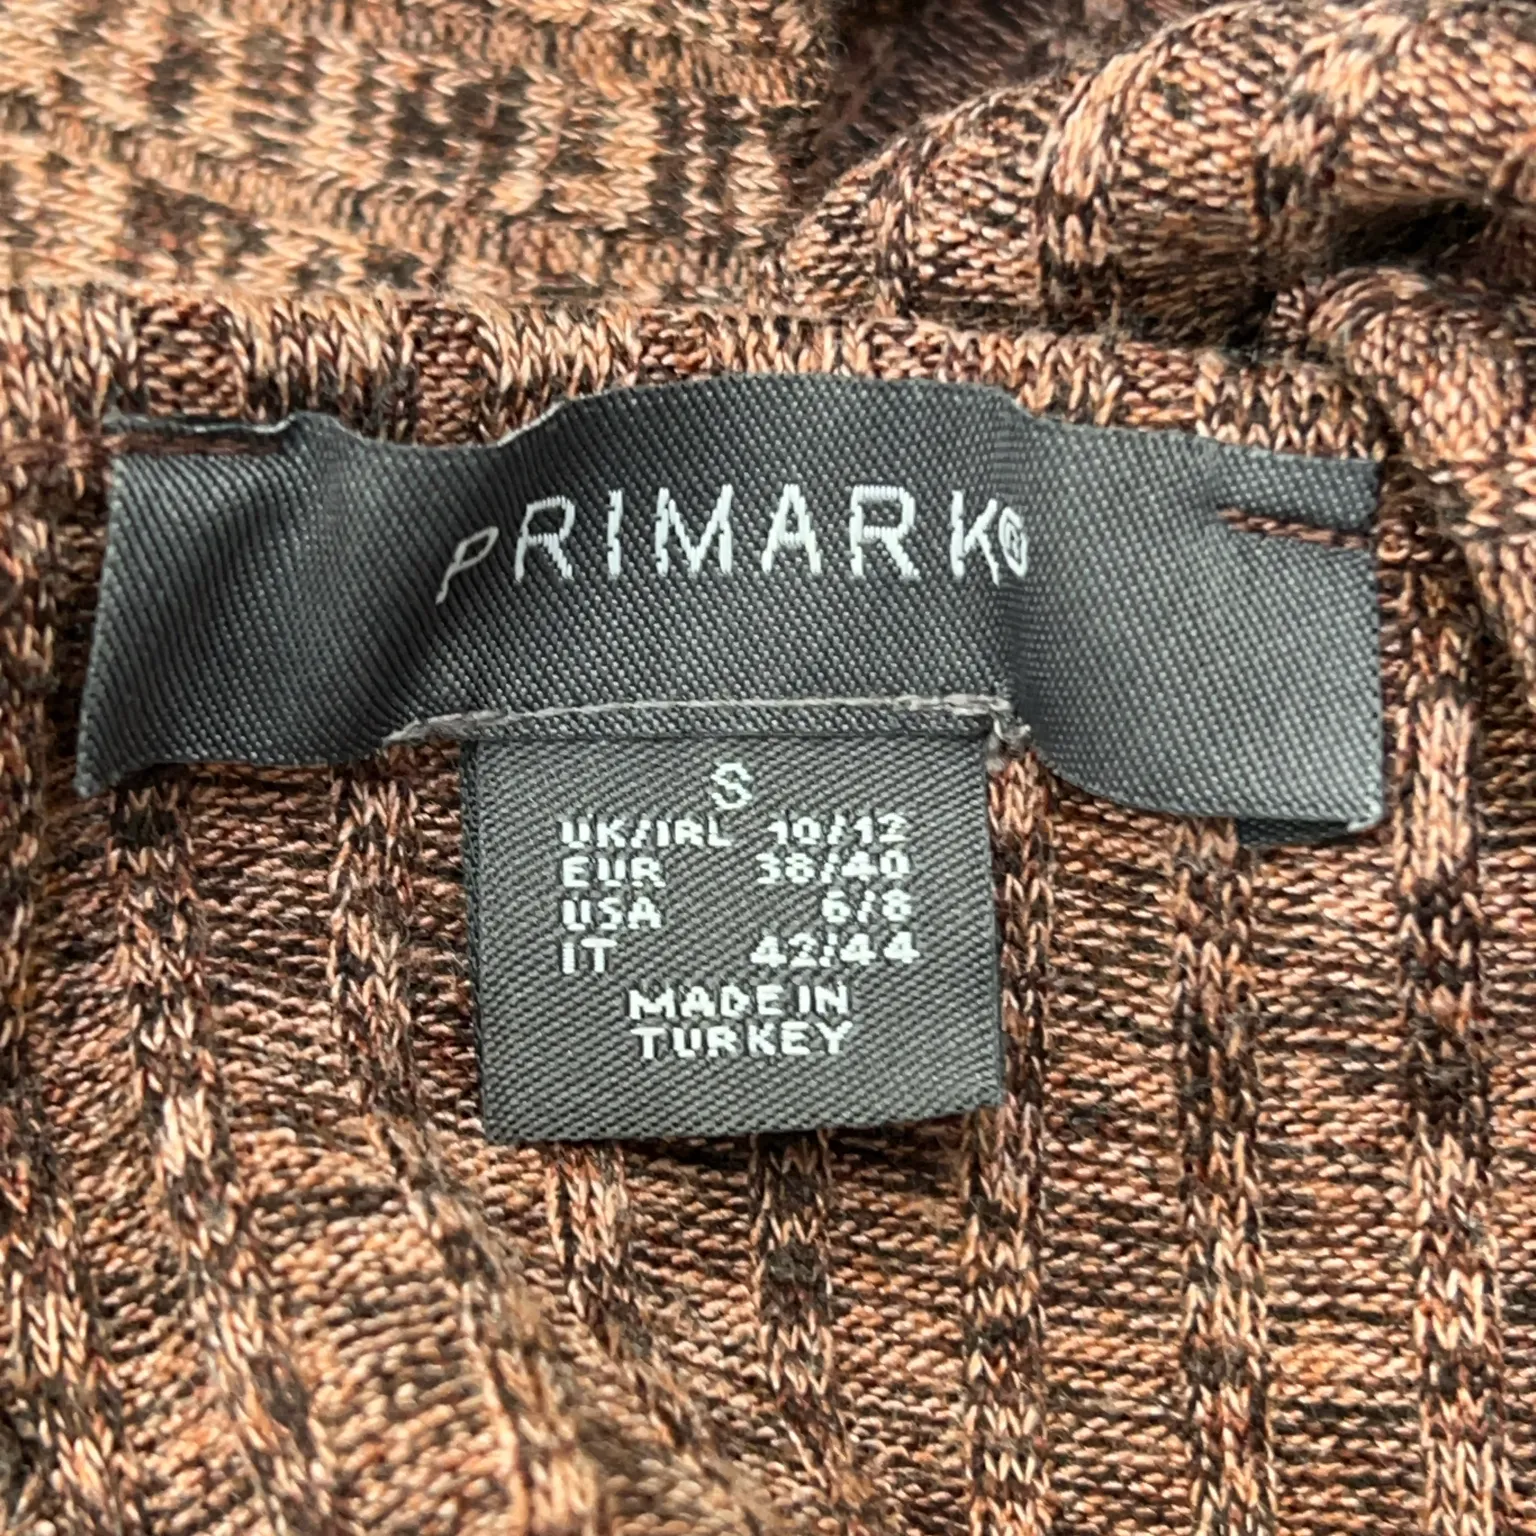 PRIMARK®
S
UK/IRL 10/12
EUR 38/40
USA 6/8
IT 42/44
MADE IN
TURKEY